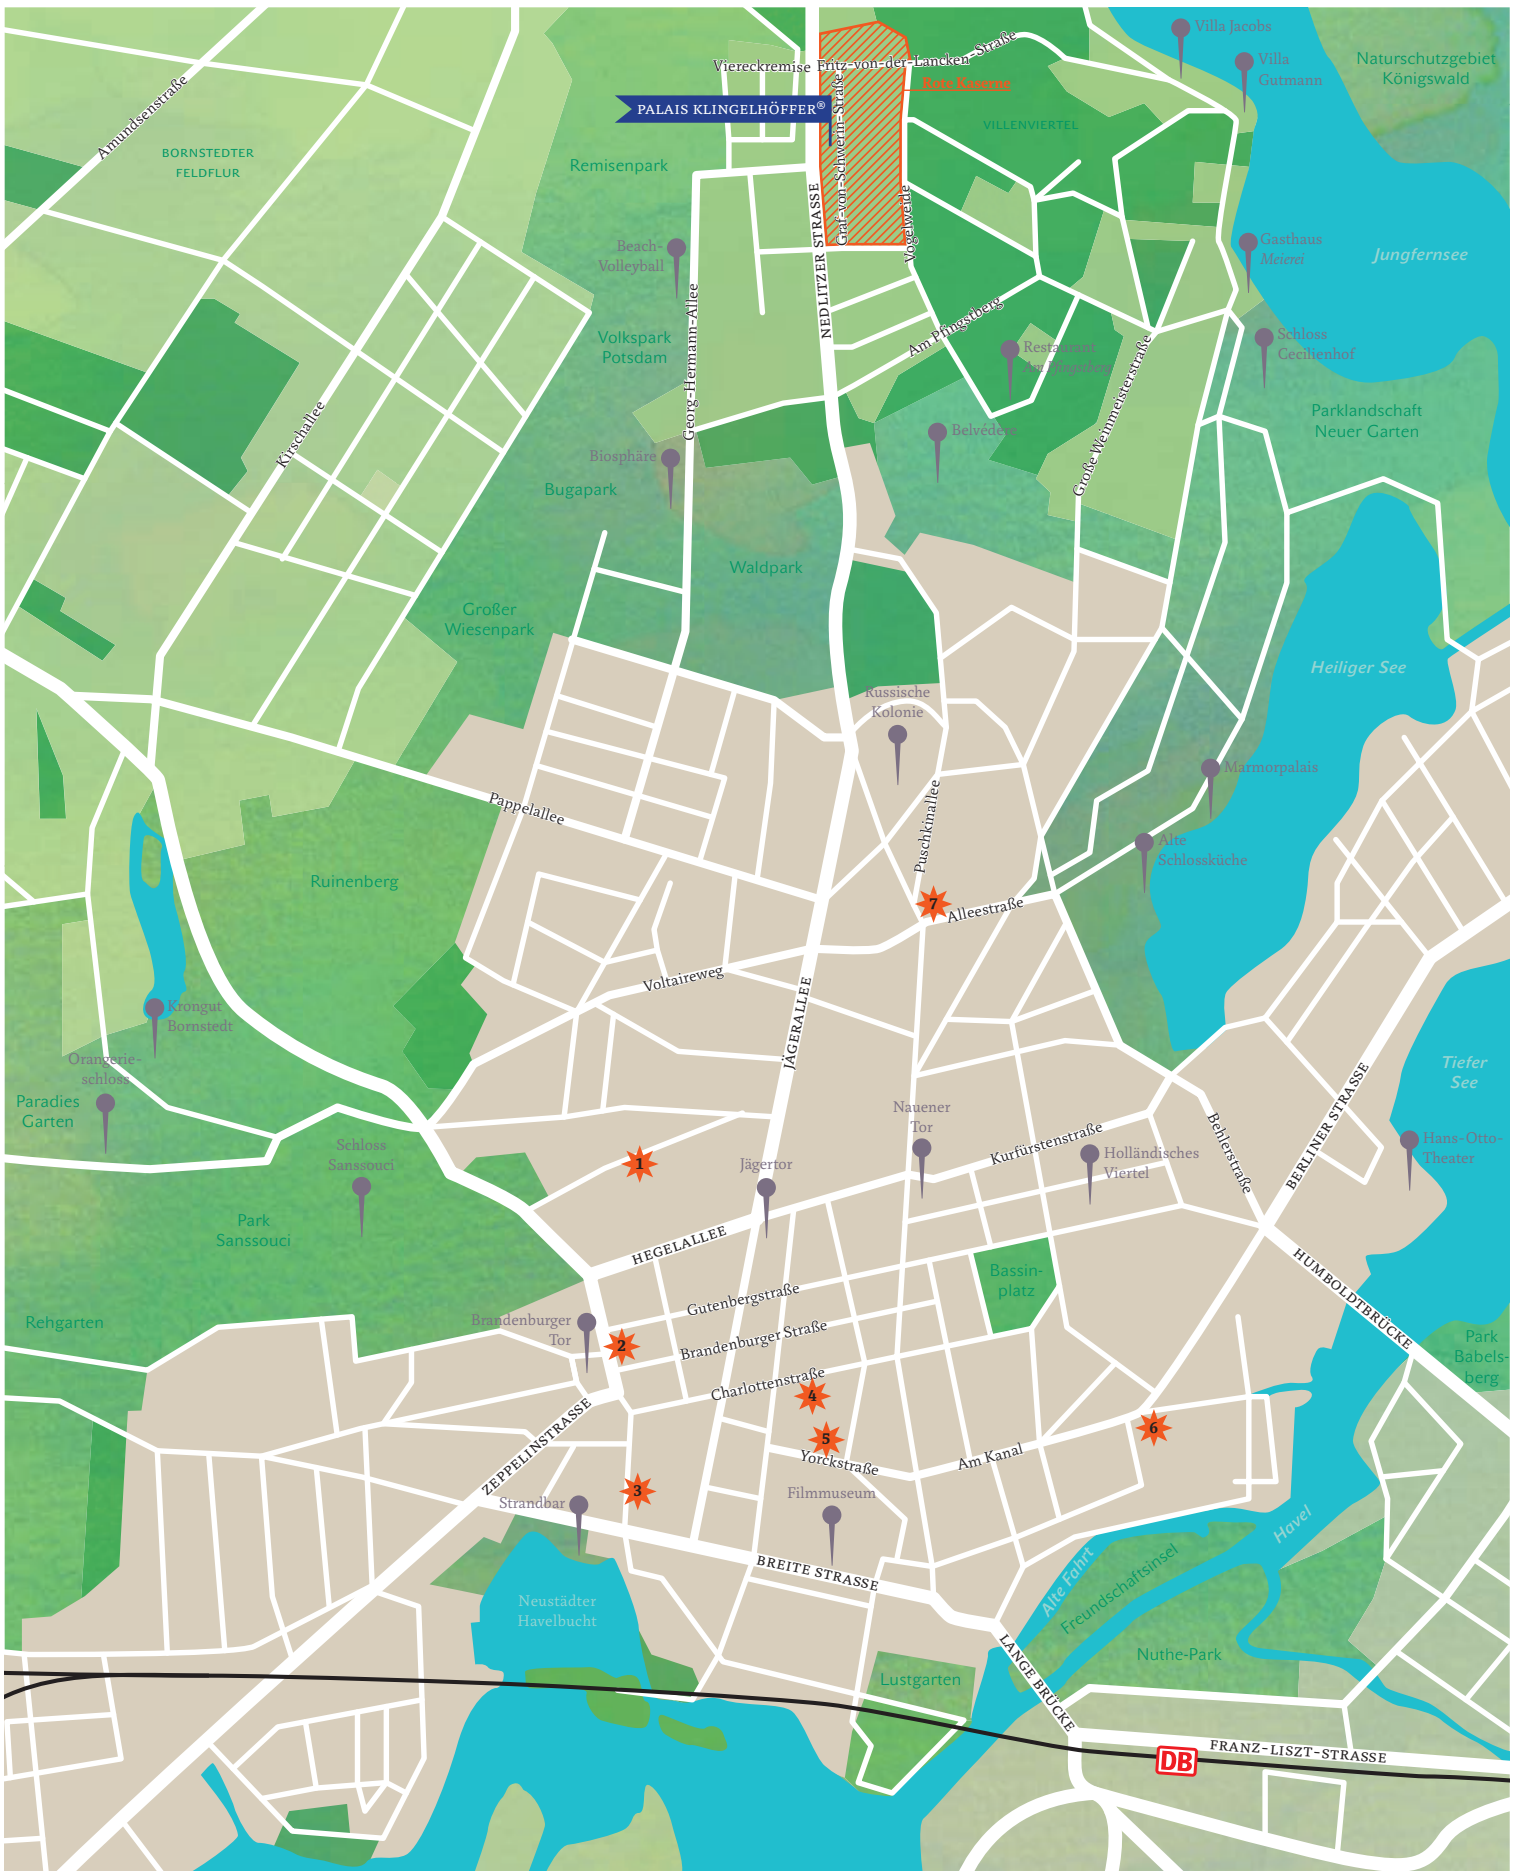 Villa Jacobs
Villa
Gutmann
Naturschutzgebiet
Königswald
Viereckremise
Fritz-von-der-Lancken-Straße
Rote Kaserne
PALAIS KLINGELHÖFFER®
Graf-von-Schwerin-Straße
VILLENVIERTEL
Amundsenstraße
BORNSTEDTER
FELDFLUR
Remisenpark
NEDLITZER STRASSE
Vogelweide
Beach-
Volleyball
Gasthaus
Meierei
Jungfernsee
Georg-Hermann-Allee
Volkspark
Potsdam
Am Pfingstberg
Restaurant
Am Pfingstberg
Große Weinmeisterstraße
Schloss
Cecilienhof
Kirschallee
Belvédere
Parklandschaft
Neuer Garten
Biosphäre
Bugapark
Waldpark
Großer
Wiesenpark
Heiliger See
Russische
Kolonie
Marmorpalais
Pappelallee
Puschkinallee
Alte
Schlossküche
Ruinenberg
7
Alleestraße
Voltaireweg
JÄGERALLEE
Krongut
Bornstedt
Orangerie-
schloss
Paradies
Garten
Tiefer
See
Nauener
Tor
Kurfürstenstraße
Behlerstraße
BERLINER STRASSE
Hans-Otto-
Theater
Schloss
Sanssouci
1
Jägertor
Holländisches
Viertel
Park
Sanssouci
HEGELALLEE
Bassin-
platz
HUMBOLDTBRÜCKE
Gutenbergstraße
Rehgarten
Brandenburger
Tor
2
Brandenburger Straße
Park
Babels-
berg
Charlottenstraße
4
ZEPPELINSTRASSE
5
6
Yorckstraße
Am Kanal
3
Strandbar
Filmmuseum
Havel
BREITE STRASSE
Alte Fahrt
Freundschaftsinsel
Neustädter
Havelbucht
LANGE BRÜCKE
Nuthe-Park
Lustgarten
DB
FRANZ-LISZT-STRASSE